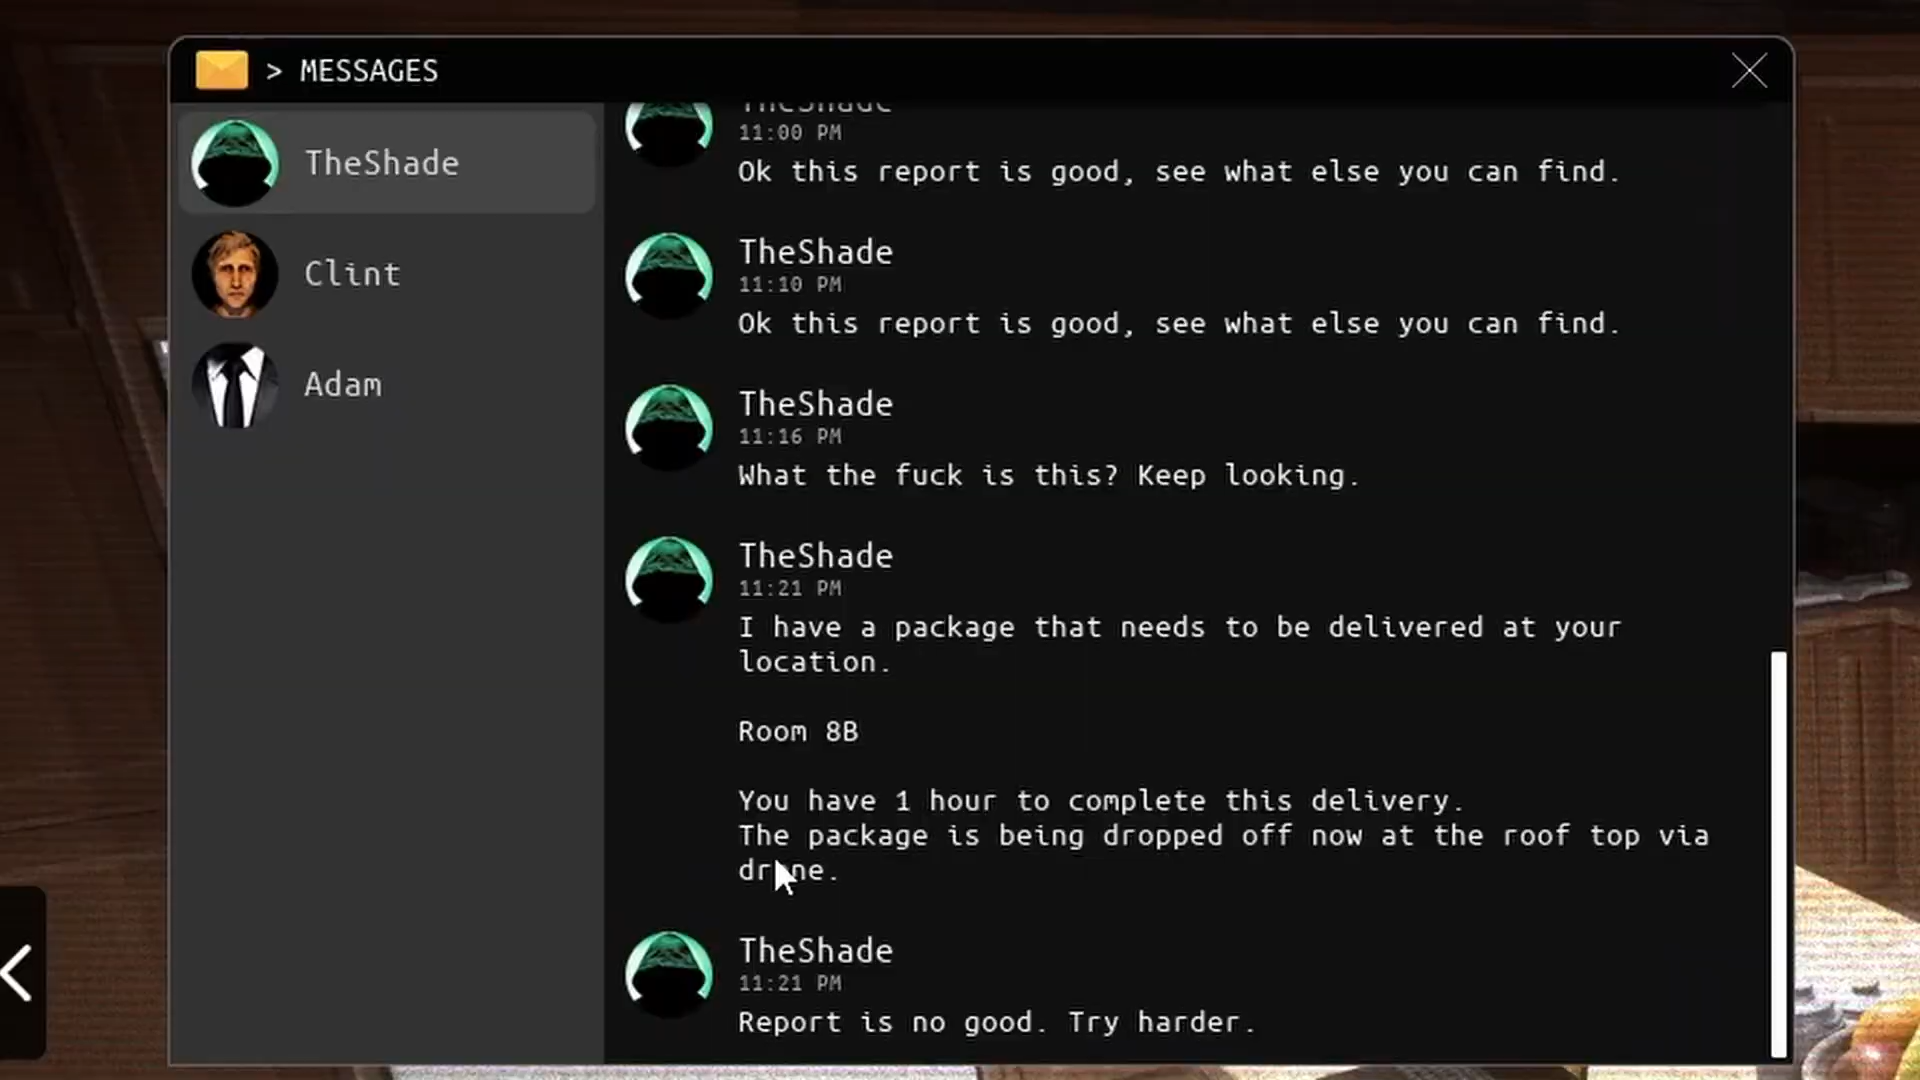 > MESSAGES
TheShade
Clint
Adam
TheShade
11:00 PM
Ok this report is good, see what else you can find.
TheShade
11:10 PM
Ok this report is good, see what else you can find.
TheShade
11:16 PM
What the fuck is this? Keep looking.
TheShade
11:21 PM
I have a package that needs to be delivered at your
location.
Room 8B
You have 1 hour to complete this delivery.
The package is being dropped off now at the roof top via
drone.
TheShade
11:21 PM
Report is no good. Try harder.